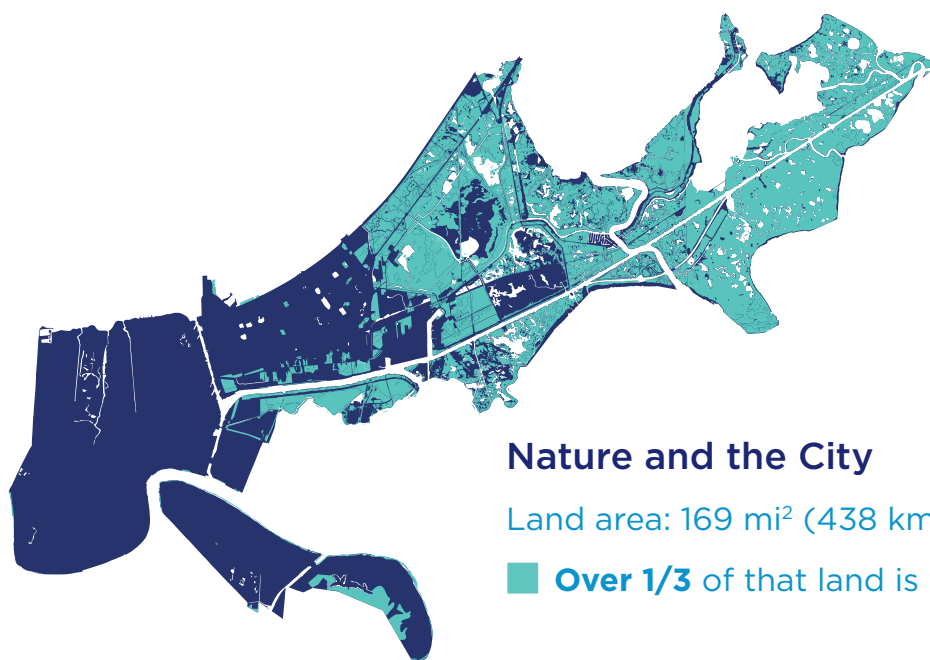 Nature and the City
Land area: 169 mi² (438 km
Over 1/3 of that land is